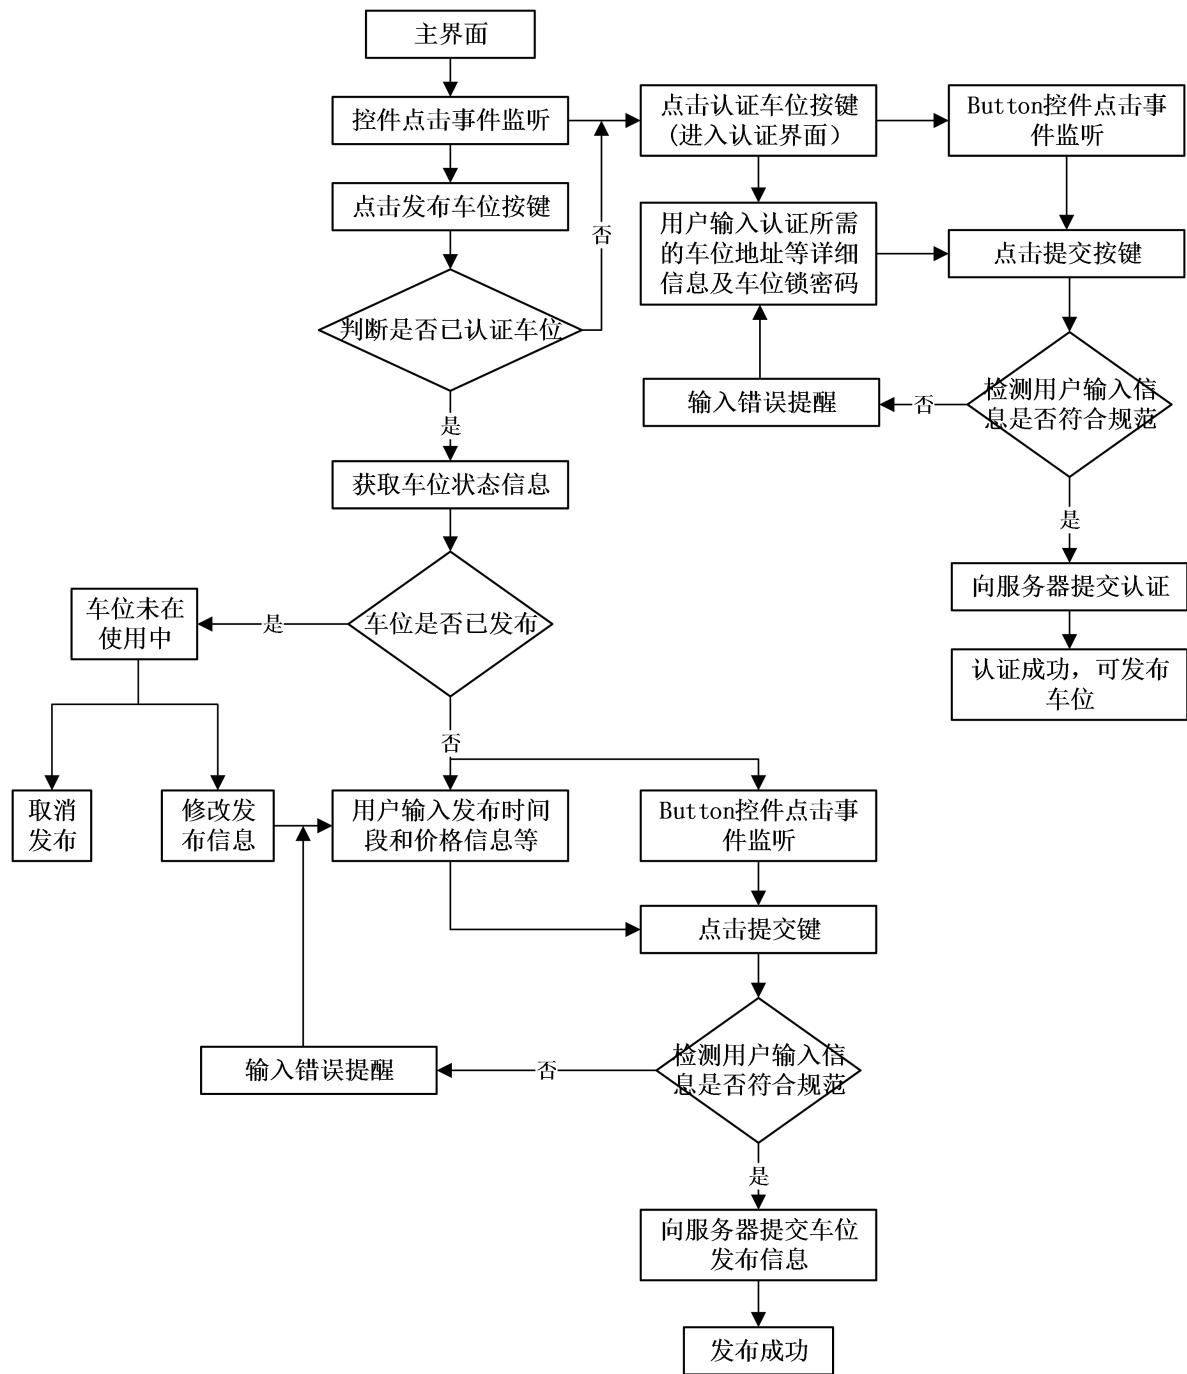 主界面
控件点击事件监听
点击认证车位按键
(进入认证界面）
Button控件点击事
件监听
点击发布车位按键
否
用户输入认证所需
的车位地址等详细
信息及车位锁密码
点击提交按键
判断是否已认证车位
输入错误提醒
否
检测用户输入信
息是否符合规范
是
获取车位状态信息
是
向服务器提交认证
车位未在
使用中
是
车位是否已发布
认证成功，可发布
车位
否
取消
发布
修改发
布信息
用户输入发布时间
段和价格信息等
Button控件点击事
件监听
点击提交键
输入错误提醒
否
检测用户输入信
息是否符合规范
是
向服务器提交车位
发布信息
发布成功